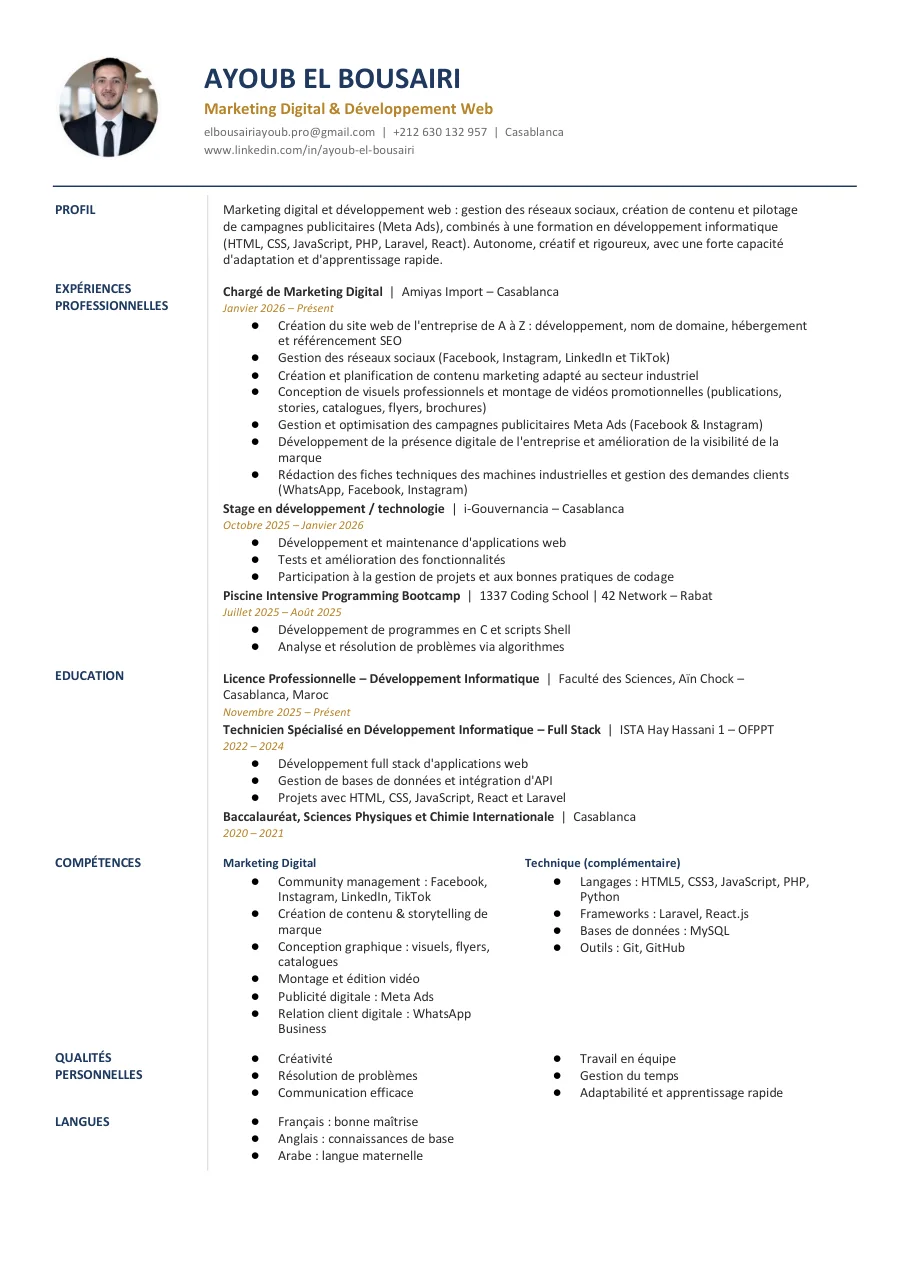 AYOUB EL BOUSAIRI
Marketing Digital & Développement Web
elbousairiayoub.pro@gmail.com | +212 630 132 957 | Casablanca
www.linkedin.com/in/ayoub-el-bousairi
PROFIL
Marketing digital et développement web : gestion des réseaux sociaux, création de contenu et pilotage
de campagnes publicitaires (Meta Ads), combinés à une formation en développement informatique
(HTML, CSS, JavaScript, PHP, Laravel, React). Autonome, créatif et rigoureux, avec une forte capacité
d'adaptation et d'apprentissage rapide.
EXPÉRIENCES
PROFESSIONNELLES
Chargé de Marketing Digital | Amiyas Import – Casablanca
Janvier 2026 – Présent
● Création du site web de l'entreprise de A à Z : développement, nom de domaine, hébergement
et référencement SEO
● Gestion des réseaux sociaux (Facebook, Instagram, LinkedIn et TikTok)
● Création et planification de contenu marketing adapté au secteur industriel
● Conception de visuels professionnels et montage de vidéos promotionnelles (publications,
stories, catalogues, flyers, brochures)
● Gestion et optimisation des campagnes publicitaires Meta Ads (Facebook & Instagram)
● Développement de la présence digitale de l'entreprise et amélioration de la visibilité de la
marque
● Rédaction des fiches techniques des machines industrielles et gestion des demandes clients
(WhatsApp, Facebook, Instagram)
Stage en développement / technologie | i-Gouvernancia – Casablanca
Octobre 2025 – Janvier 2026
● Développement et maintenance d'applications web
● Tests et amélioration des fonctionnalités
● Participation à la gestion de projets et aux bonnes pratiques de codage
Piscine Intensive Programming Bootcamp | 1337 Coding School | 42 Network – Rabat
Juillet 2025 – Août 2025
● Développement de programmes en C et scripts Shell
● Analyse et résolution de problèmes via algorithmes
EDUCATION
Licence Professionnelle – Développement Informatique | Faculté des Sciences, Aïn Chock –
Casablanca, Maroc
Novembre 2025 – Présent
Technicien Spécialisé en Développement Informatique – Full Stack | ISTA Hay Hassani 1 – OFPPT
2022 – 2024
● Développement full stack d'applications web
● Gestion de bases de données et intégration d'API
● Projets avec HTML, CSS, JavaScript, React et Laravel
Baccalauréat, Sciences Physiques et Chimie Internationale | Casablanca
2020 – 2021
COMPÉTENCES
Marketing Digital
● Community management : Facebook,
Instagram, LinkedIn, TikTok
● Création de contenu & storytelling de
marque
● Conception graphique : visuels, flyers,
catalogues
● Montage et édition vidéo
● Publicité digitale : Meta Ads
● Relation client digitale : WhatsApp
Business
Technique (complémentaire)
● Langages : HTML5, CSS3, JavaScript, PHP,
Python
● Frameworks : Laravel, React.js
● Bases de données : MySQL
● Outils : Git, GitHub
QUALITÉS
PERSONNELLES
● Créativité
● Résolution de problèmes
● Communication efficace
● Travail en équipe
● Gestion du temps
● Adaptabilité et apprentissage rapide
LANGUES
● Français : bonne maîtrise
● Anglais : connaissances de base
● Arabe : langue maternelle